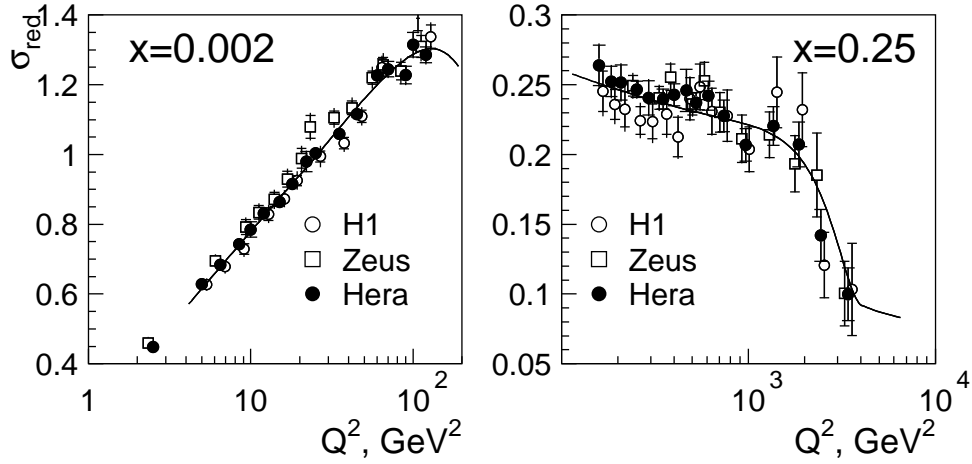 σred.
x=0.002
1.4
1.2
1
0.8
0.6
0.4
H1
Zeus
Hera
1
10
10²
Q², GeV²
x=0.25
0.3
0.25
0.2
0.15
0.1
0.05
H1
Zeus
Hera
10³
10⁴
Q², GeV²